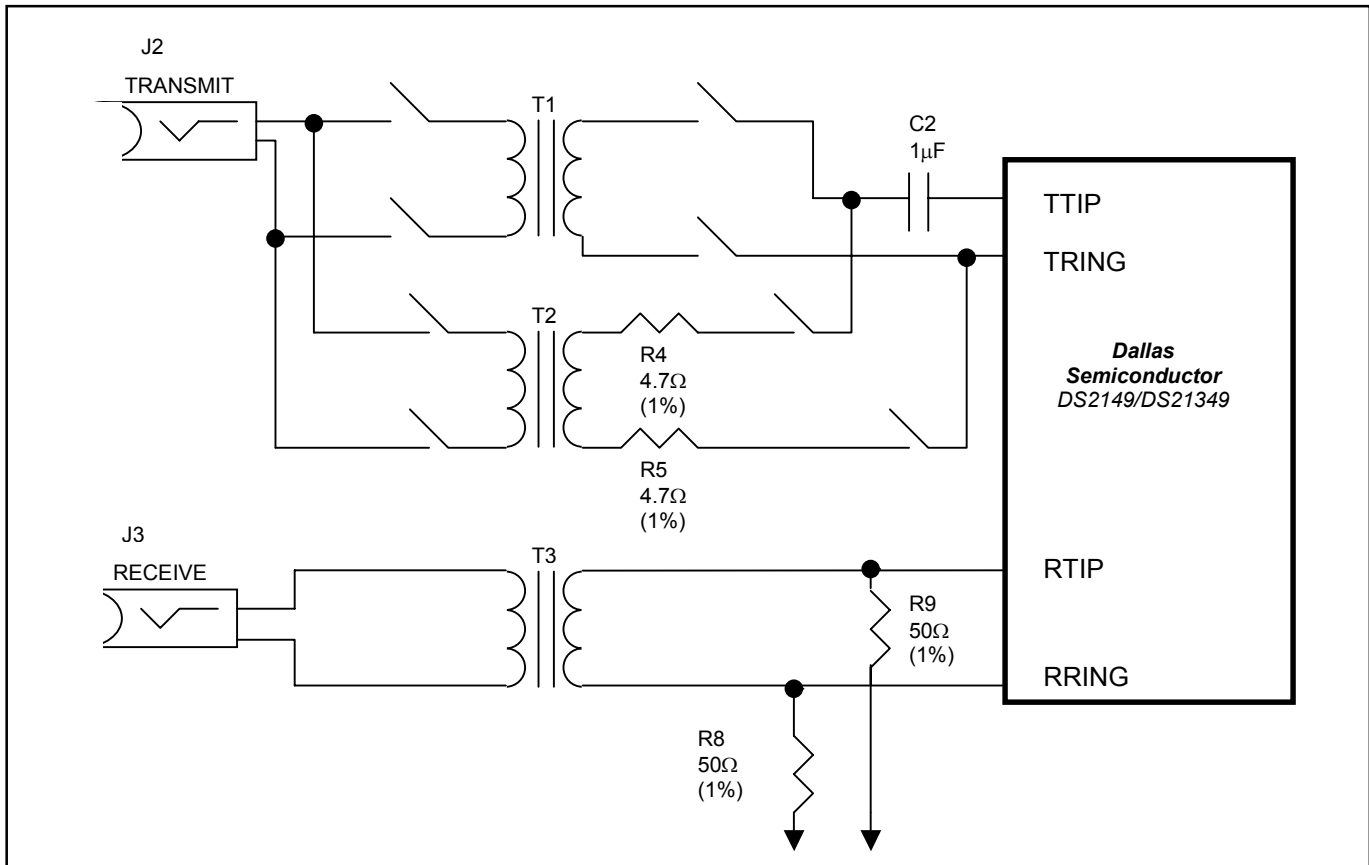 J2
TRANSMIT
T1
C2
1μF
TTIP
TRING
T2
R4
4.7Ω
(1%)
Dallas
Semiconductor
DS2149/DS21349
R5
4.7Ω
(1%)
J3
RECEIVE
T3
RTIP
R9
50Ω
(1%)
RRING
R8
50Ω
(1%)